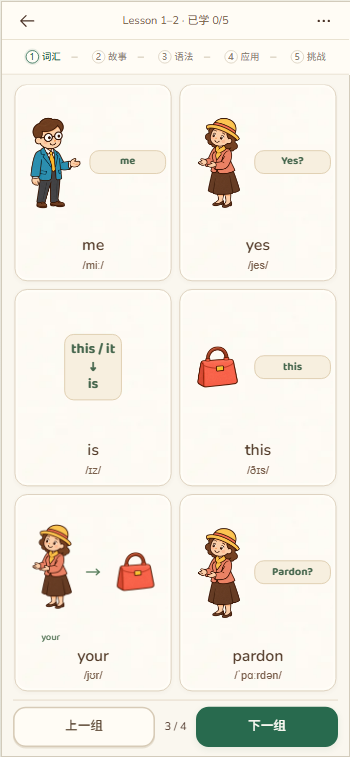 Lesson 1–2 · 已学 0/5
1 词汇 – 2 故事 – 3 语法 – 4 应用 – 5 挑战
me
me
/miː/
Yes?
yes
/jes/
this / it
↓
is
is
/ɪz/
this
this
/ðɪs/
→
your
your
/jʊr/
Pardon?
pardon
/ˈpɑːrdən/
上一组
3 / 4
下一组